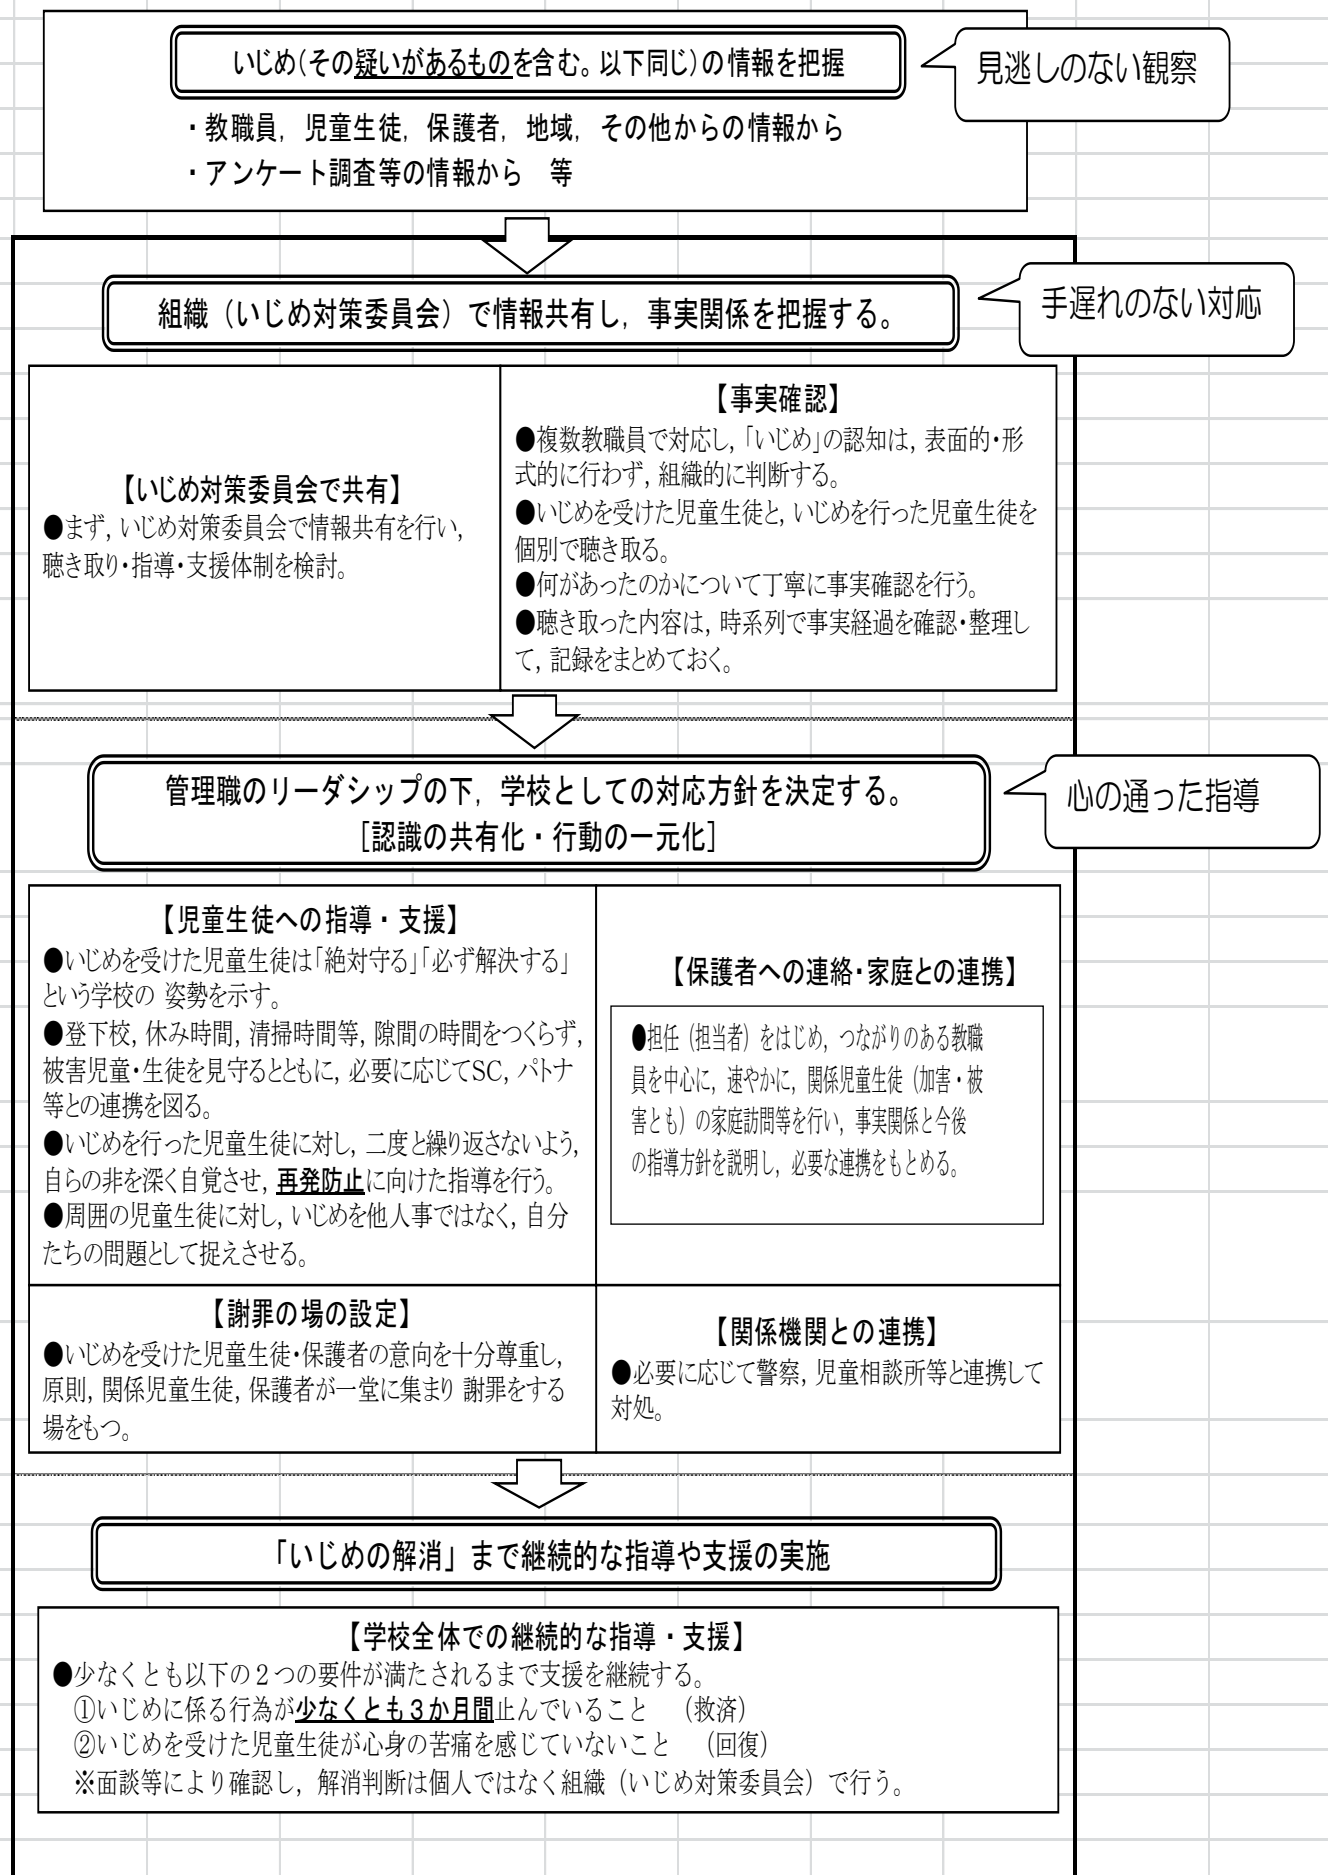 いじめ(その疑いがあるものを含む。以下同じ)の情報を把握
見逃しのない観察
・教職員，児童生徒，保護者，地域，その他からの情報から
・アンケート調査等の情報から　等
組織（いじめ対策委員会）で情報共有し，事実関係を把握する。
手遅れのない対応
【いじめ対策委員会で共有】
●まず，いじめ対策委員会で情報共有を行い，
聴き取り・指導・支援体制を検討。
【事実確認】
●複数教職員で対応し，「いじめ」の認知は，表面的・形
式的に行わず，組織的に判断する。
●いじめを受けた児童生徒と，いじめを行った児童生徒を
個別で聴き取る。
●何があったのかについて丁寧に事実確認を行う。
●聴き取った内容は，時系列で事実経過を確認・整理し
て，記録をまとめておく。
管理職のリーダシップの下，学校としての対応方針を決定する。
［認識の共有化・行動の一元化］
心の通った指導
【児童生徒への指導・支援】
●いじめを受けた児童生徒は「絶対守る」「必ず解決する」
という学校の 姿勢を示す。
●登下校，休み時間，清掃時間等，隙間の時間をつくらず，
被害児童・生徒を見守るとともに，必要に応じてSC，パトナ
等との連携を図る。
●いじめを行った児童生徒に対し，二度と繰り返さないよう，
自らの非を深く自覚させ，再発防止に向けた指導を行う。
●周囲の児童生徒に対し，いじめを他人事ではなく，自分
たちの問題として捉えさせる。
【保護者への連絡・家庭との連携】
●担任（担当者）をはじめ，つながりのある教職
員を中心に，速やかに，関係児童生徒（加害・被
害とも）の家庭訪問等を行い，事実関係と今後
の指導方針を説明し，必要な連携をもとめる。
【謝罪の場の設定】
●いじめを受けた児童生徒・保護者の意向を十分尊重し，
原則，関係児童生徒，保護者が一堂に集まり 謝罪をする
場をもつ。
【関係機関との連携】
●必要に応じて警察，児童相談所等と連携して
対処。
「いじめの解消」まで継続的な指導や支援の実施
【学校全体での継続的な指導・支援】
●少なくとも以下の２つの要件が満たされるまで支援を継続する。
①いじめに係る行為が少なくとも３か月間止んでいること　（救済）
②いじめを受けた児童生徒が心身の苦痛を感じていないこと　（回復）
※面談等により確認し，解消判断は個人ではなく組織（いじめ対策委員会）で行う。